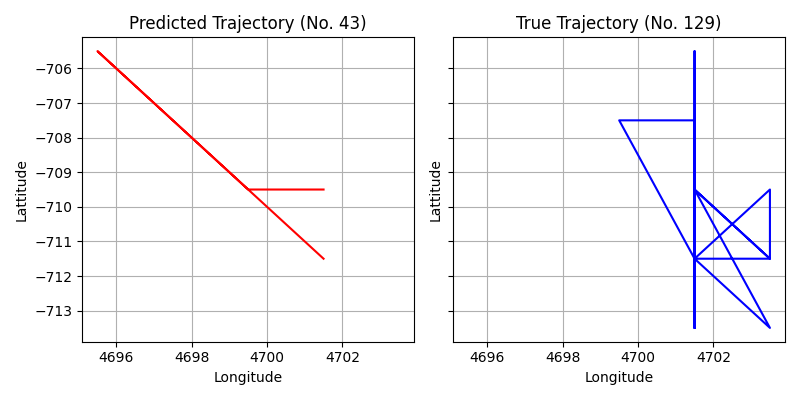 Predicted Trajectory (No. 43)
True Trajectory (No. 129)
−706
−707
−708
−709
−710
−711
−712
−713
Lattitude
Lattitude
4696
4698
4700
4702
4696
4698
4700
4702
Longitude
Longitude